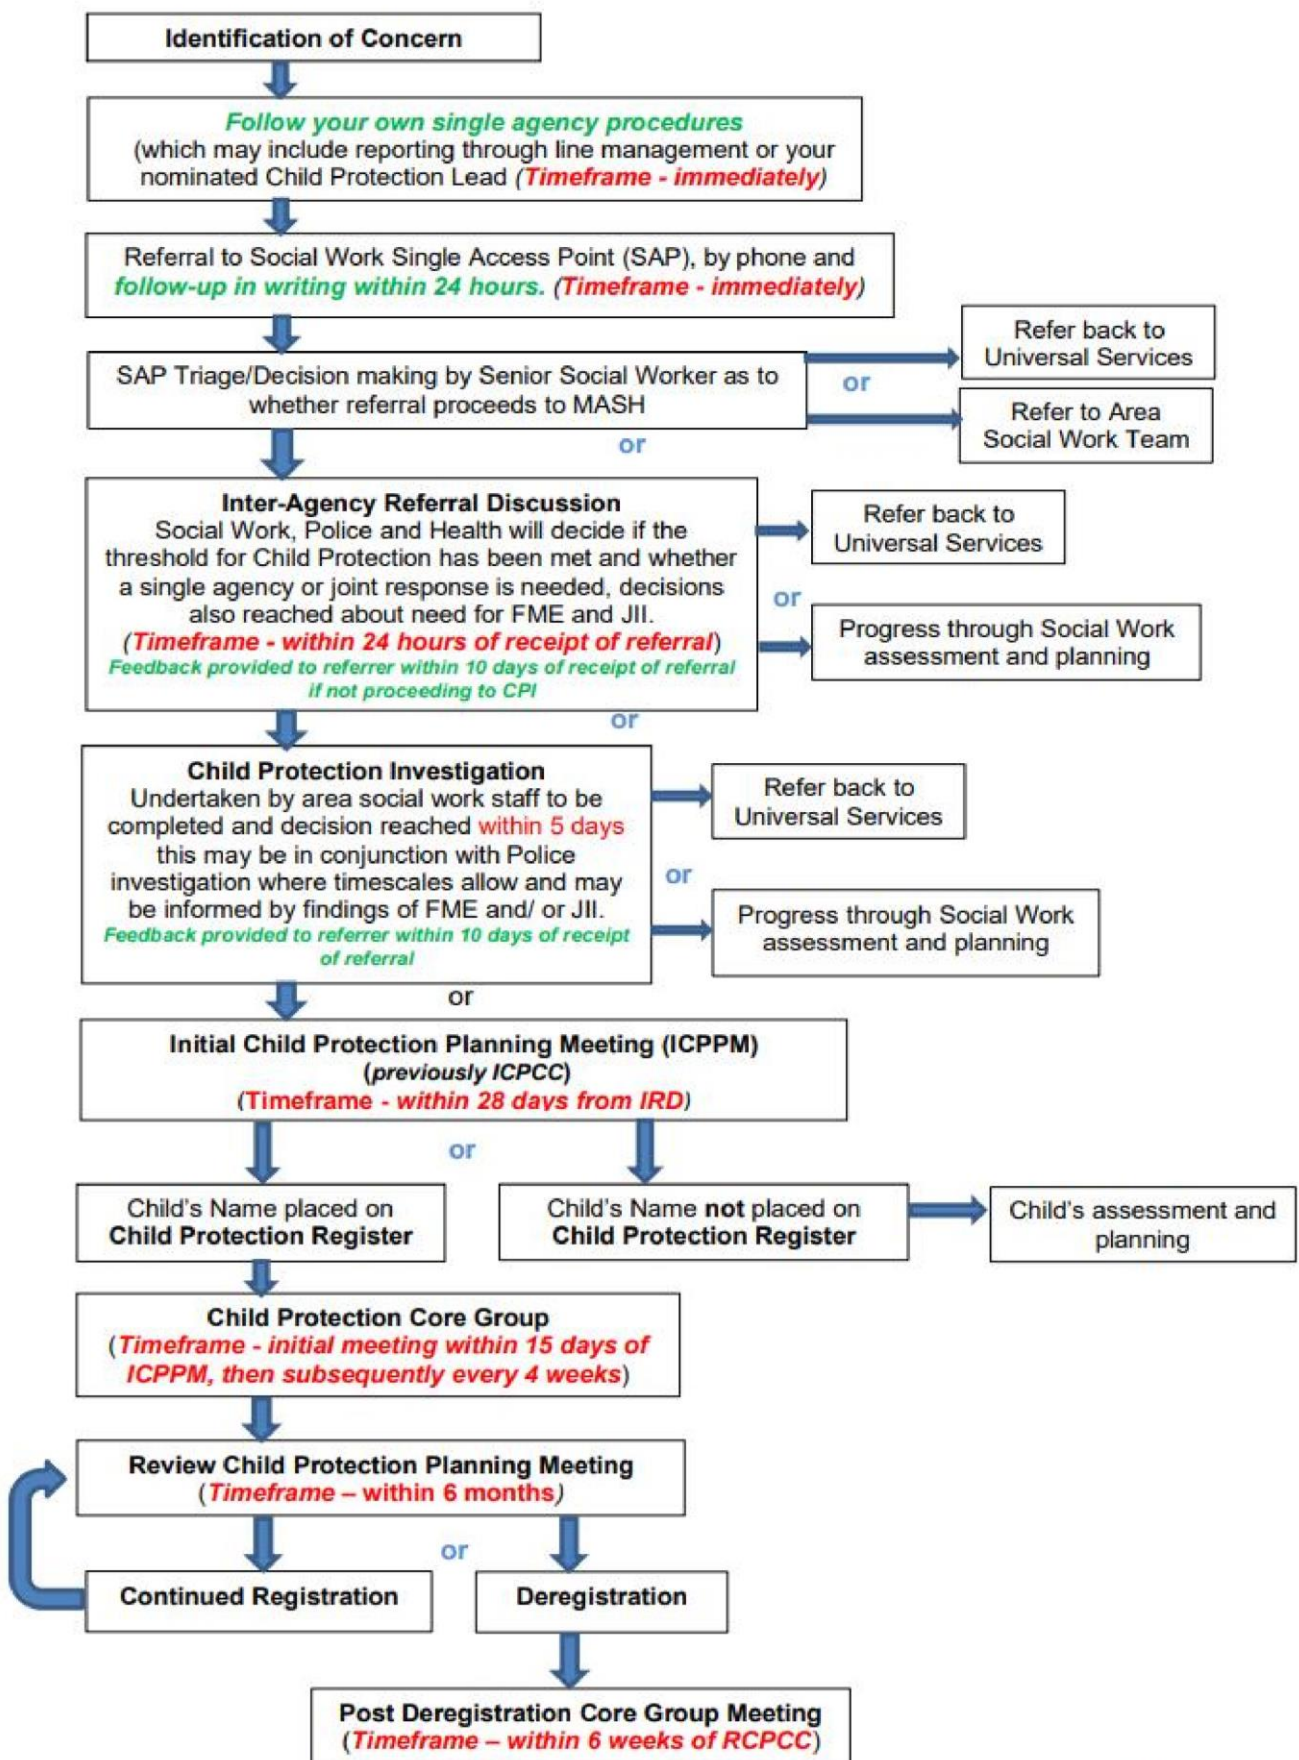 Identification of Concern
Follow your own single agency procedures
(which may include reporting through line management or your
nominated Child Protection Lead (Timeframe - immediately)
Referral to Social Work Single Access Point (SAP), by phone and
follow-up in writing within 24 hours. (Timeframe - immediately)
SAP Triage/Decision making by Senior Social Worker as to
whether referral proceeds to MASH
Refer back to
Universal Services
or
Refer to Area
Social Work Team
or
Inter-Agency Referral Discussion
Social Work, Police and Health will decide if the
threshold for Child Protection has been met and whether
a single agency or joint response is needed, decisions
also reached about need for FME and JII.
(Timeframe - within 24 hours of receipt of referral)
Feedback provided to referrer within 10 days of receipt of referral
if not proceeding to CPI
Refer back to
Universal Services
or
Progress through Social Work
assessment and planning
or
Child Protection Investigation
Undertaken by area social work staff to be
completed and decision reached within 5 days
this may be in conjunction with Police
investigation where timescales allow and may
be informed by findings of FME and/ or JII.
Feedback provided to referrer within 10 days of receipt
of referral
Refer back to
Universal Services
or
Progress through Social Work
assessment and planning
or
Initial Child Protection Planning Meeting (ICPPM)
(previously ICPCC)
(Timeframe - within 28 days from IRD)
or
Child's Name placed on
Child Protection Register
Child's Name not placed on
Child Protection Register
Child's assessment and
planning
Child Protection Core Group
(Timeframe - initial meeting within 15 days of
ICPPM, then subsequently every 4 weeks)
Review Child Protection Planning Meeting
(Timeframe – within 6 months)
or
Continued Registration
Deregistration
Post Deregistration Core Group Meeting
(Timeframe – within 6 weeks of RCPCC)